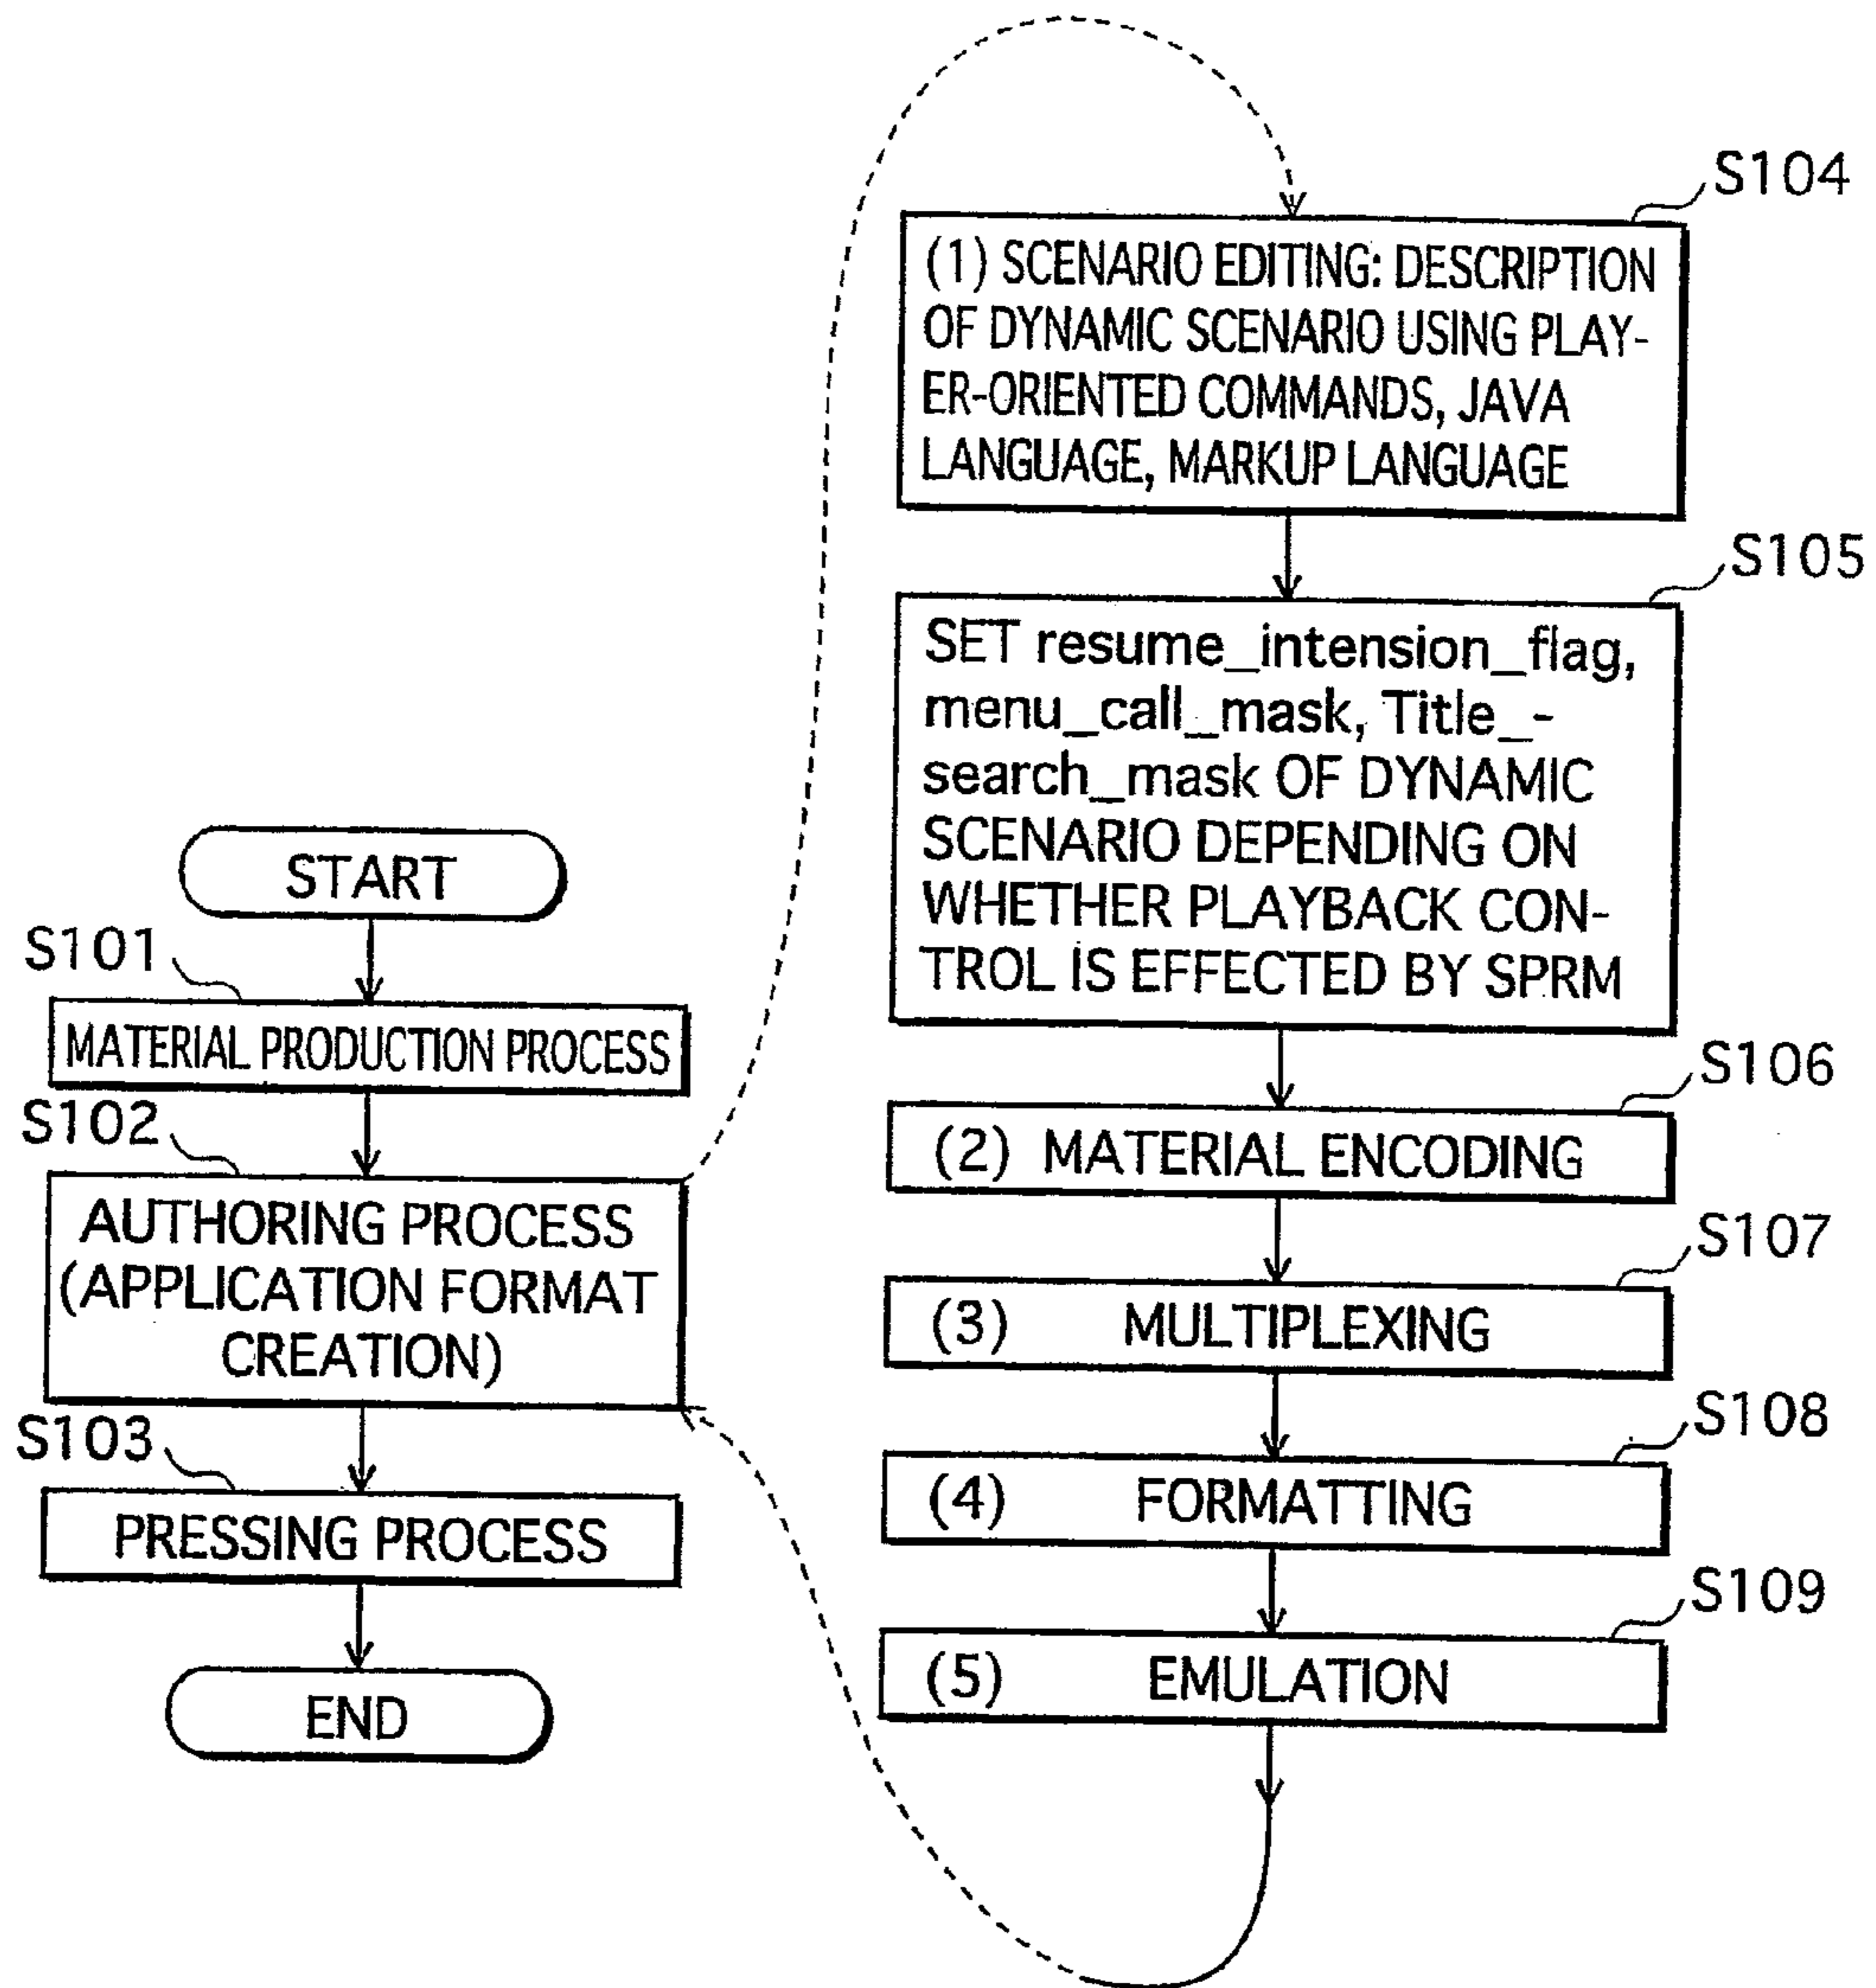 START
S101
MATERIAL PRODUCTION PROCESS
S102
AUTHORING PROCESS
(APPLICATION FORMAT
CREATION)
S103
PRESSING PROCESS
END
S104
(1) SCENARIO EDITING: DESCRIPTION
OF DYNAMIC SCENARIO USING PLAY-
ER-ORIENTED COMMANDS, JAVA
LANGUAGE, MARKUP LANGUAGE
S105
SET resume_intension_flag,
menu_call_mask, Title_-
search_mask OF DYNAMIC
SCENARIO DEPENDING ON
WHETHER PLAYBACK CON-
TROL IS EFFECTED BY SPRM
S106
(2) MATERIAL ENCODING
S107
(3) MULTIPLEXING
S108
(4) FORMATTING
S109
(5) EMULATION